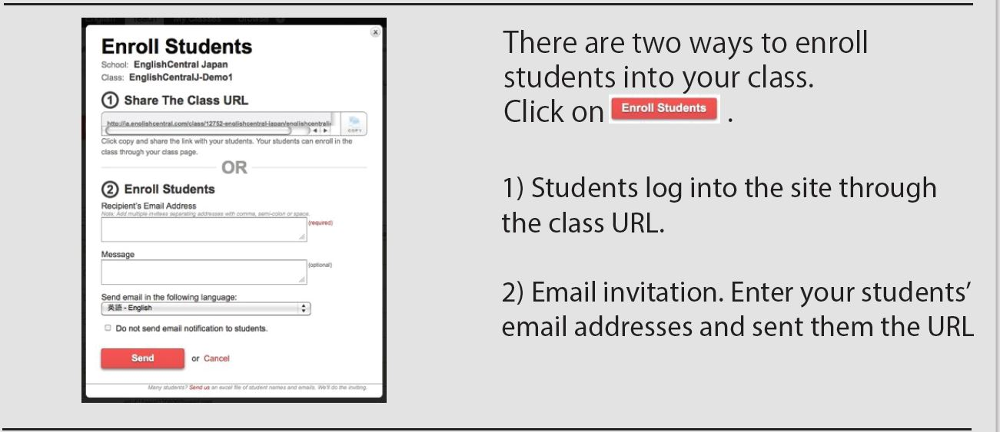 Enroll Students
School: EnglishCentral Japan
Class: EnglishCentralJ-Demo1
1 Share The Class URL
http://ja.englishcentral.com/class/12752-englishcentral-japan/englishcentralj
COPY
Click copy and share the link with your students. Your students can enroll in the
class through your class page.
OR
2 Enroll Students
Recipient's Email Address
Note: Add multiple invitees separating addresses with comma, semi-colon or space.
(required)
Message
(optional)
Send email in the following language:
英語 - English
Do not send email notification to students.
Send or Cancel
Many students? Send us an excel file of student names and emails. We'll do the inviting.
There are two ways to enroll
students into your class.
Click on Enroll Students .
1) Students log into the site through
the class URL.
2) Email invitation. Enter your students’
email addresses and sent them the URL